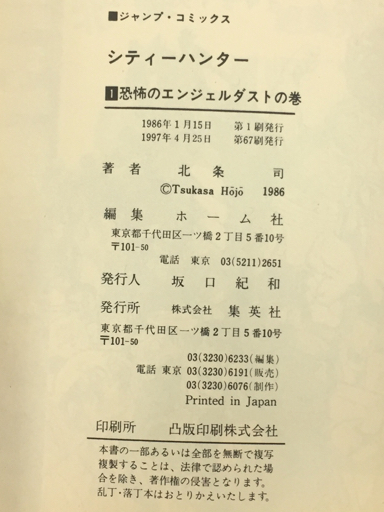 ■ジャンプ・コミックス
シティーハンター
1恐怖のエンジェルダストの巻
1986年1月15日 第1刷発行
1997年4月25日 第67刷発行
著者 北条司
©Tsukasa Hōjō 1986
編集 ホーム社
東京都千代田区一ツ橋2丁目5番10号
〒101-50
電話 東京 03(5211)2651
発行人 坂口紀和
発行所 株式会社 集英社
東京都千代田区一ツ橋2丁目5番10号
〒101-50
03(3230)6233(編集)
電話 東京 03(3230)6191(販売)
03(3230)6076(制作)
Printed in Japan
印刷所 凸版印刷株式会社
本書の一部あるいは全部を無断で複写
複製することは、法律で認められた場
合を除き、著作権の侵害となります。
乱丁・落丁本はおとりかえいたします。